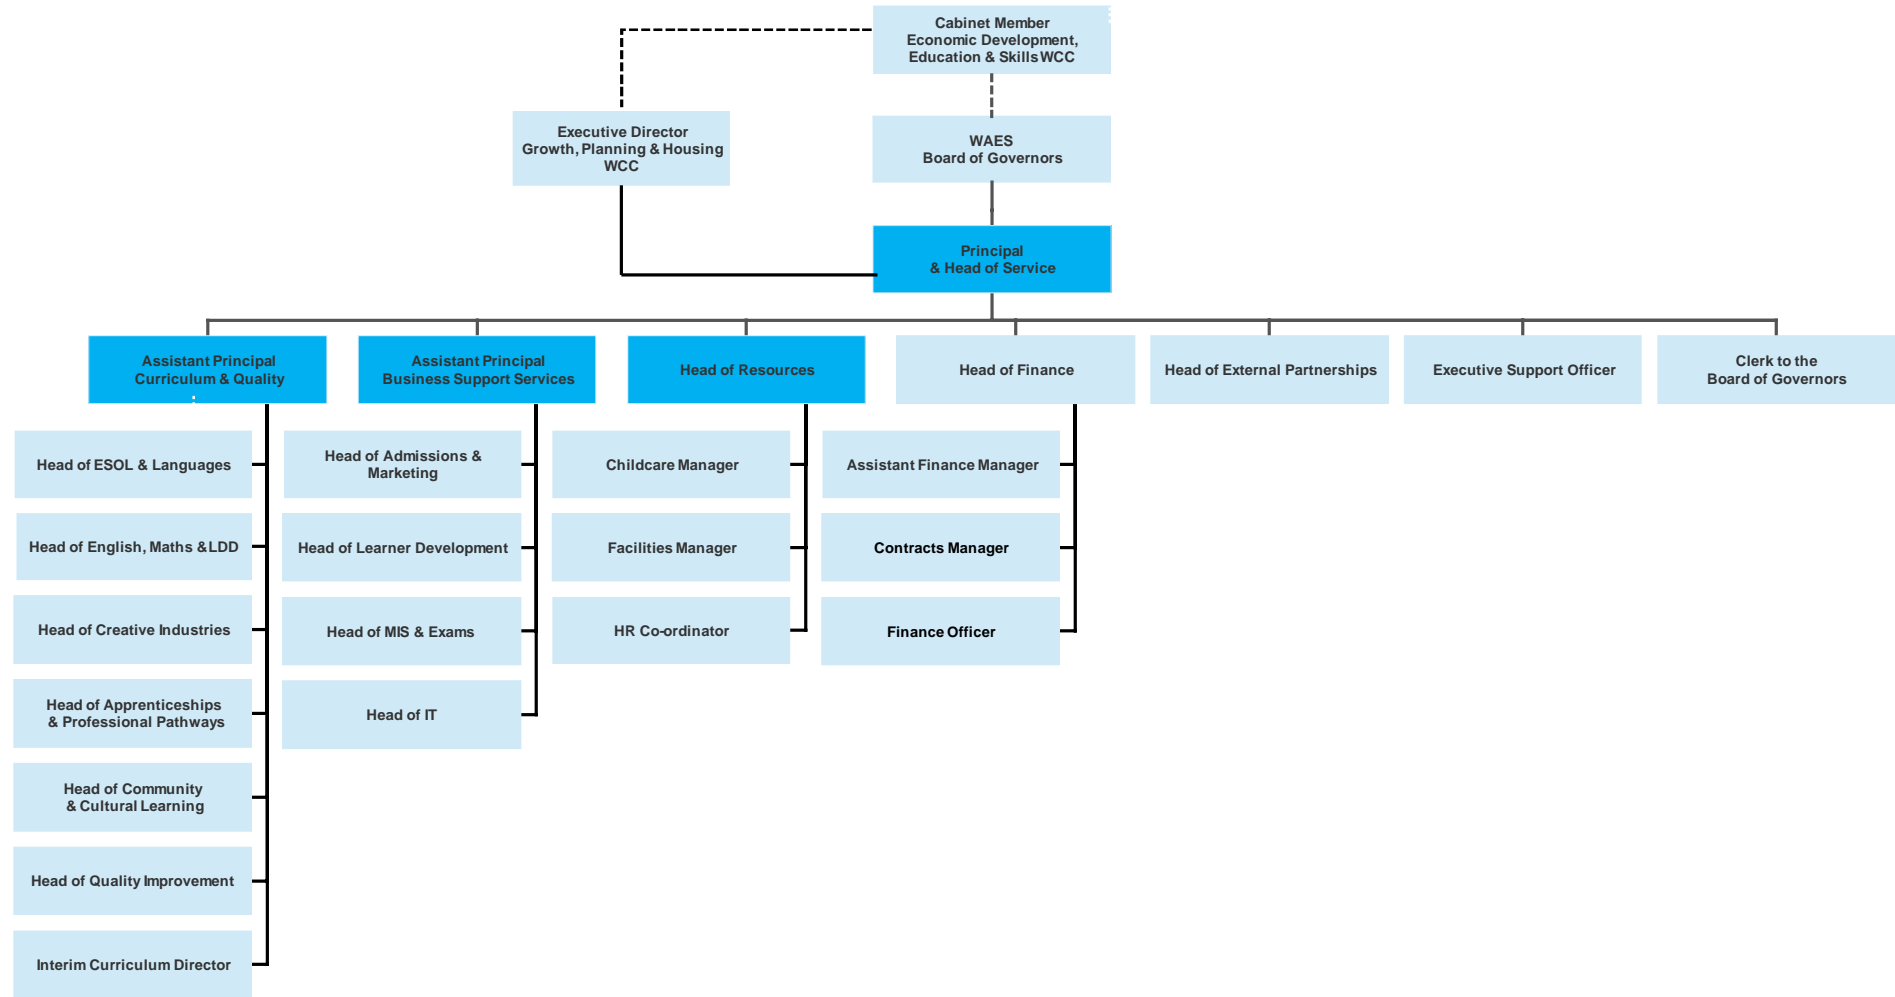 Cabinet Member
Economic Development,
Education & Skills WCC
Executive Director
Growth, Planning & Housing
WCC
WAES
Board of Governors
Principal
& Head of Service
Assistant Principal
Curriculum & Quality
Assistant Principal
Business Support Services
Head of Resources
Head of Finance
Head of External Partnerships
Executive Support Officer
Clerk to the
Board of Governors
Head of ESOL & Languages
Head of Admissions &
Marketing
Childcare Manager
Assistant Finance Manager
Head of English, Maths & LDD
Head of Learner Development
Facilities Manager
Contracts Manager
Head of Creative Industries
Head of MIS & Exams
HR Co-ordinator
Finance Officer
Head of Apprenticeships
& Professional Pathways
Head of IT
Head of Community
& Cultural Learning
Head of Quality Improvement
Interim Curriculum Director